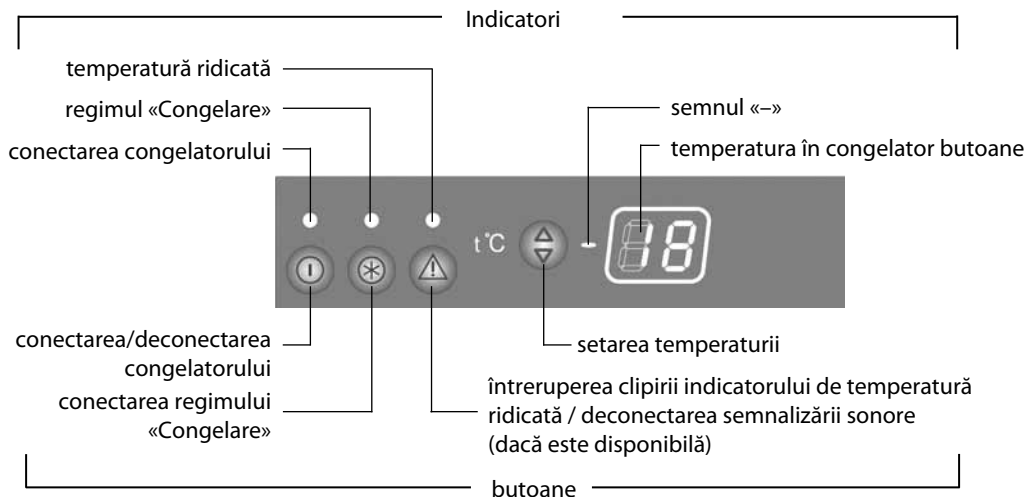 Indicatori
temperatură ridicată
regimul «Congelare»
conectarea congelatorului
semnul «–»
temperatura în congelator butoane
t°C
-18
conectarea/deconectarea
congelatorului
conectarea regimului
«Congelare»
setarea temperaturii
întreruperea clipirii indicatorului de temperatură
ridicată / deconectarea semnalizării sonore
(dacă este disponibilă)
butoane